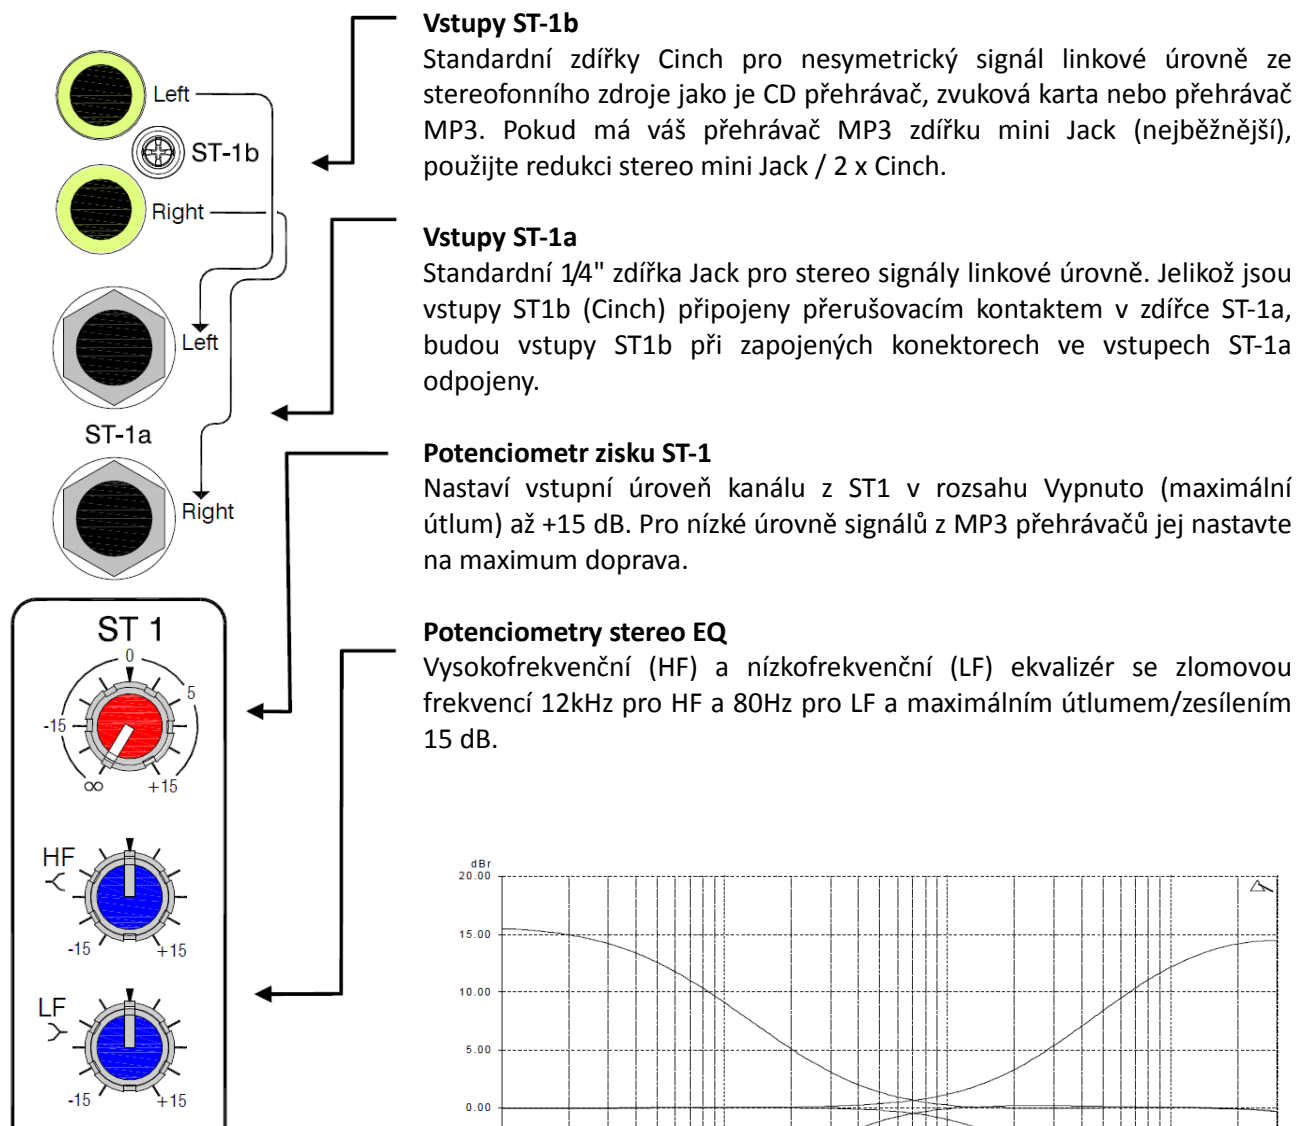 Vstupy ST-1b
Standardní zdířky Cinch pro nesymetrický signál linkové úrovně ze
stereofonního zdroje jako je CD přehrávač, zvuková karta nebo přehrávač
MP3. Pokud má váš přehrávač MP3 zdířku mini Jack (nejběžnější),
použijte redukci stereo mini Jack / 2 x Cinch.
Vstupy ST-1a
Standardní 1/4" zdířka Jack pro stereo signály linkové úrovně. Jelikož jsou
vstupy ST1b (Cinch) připojeny přerušovacím kontaktem v zdířce ST-1a,
budou vstupy ST1b při zapojených konektorech ve vstupech ST-1a
odpojeny.
Potenciometr zisku ST-1
Nastaví vstupní úroveň kanálu z ST1 v rozsahu Vypnuto (maximální
útlum) až +15 dB. Pro nízké úrovně signálů z MP3 přehrávačů jej nastavte
na maximum doprava.
Potenciometry stereo EQ
Vysokofrekvenční (HF) a nízkofrekvenční (LF) ekvalizér se zlomovou
frekvencí 12kHz pro HF a 80Hz pro LF a maximálním útlumem/zesílením
15 dB.
Left
ST-1b
Right
Left
ST-1a
Right
ST 1
0
5
-15
∞
+15
HF
-15
+15
LF
-15
+15
dBr
20.00
15.00
10.00
5.00
0.00